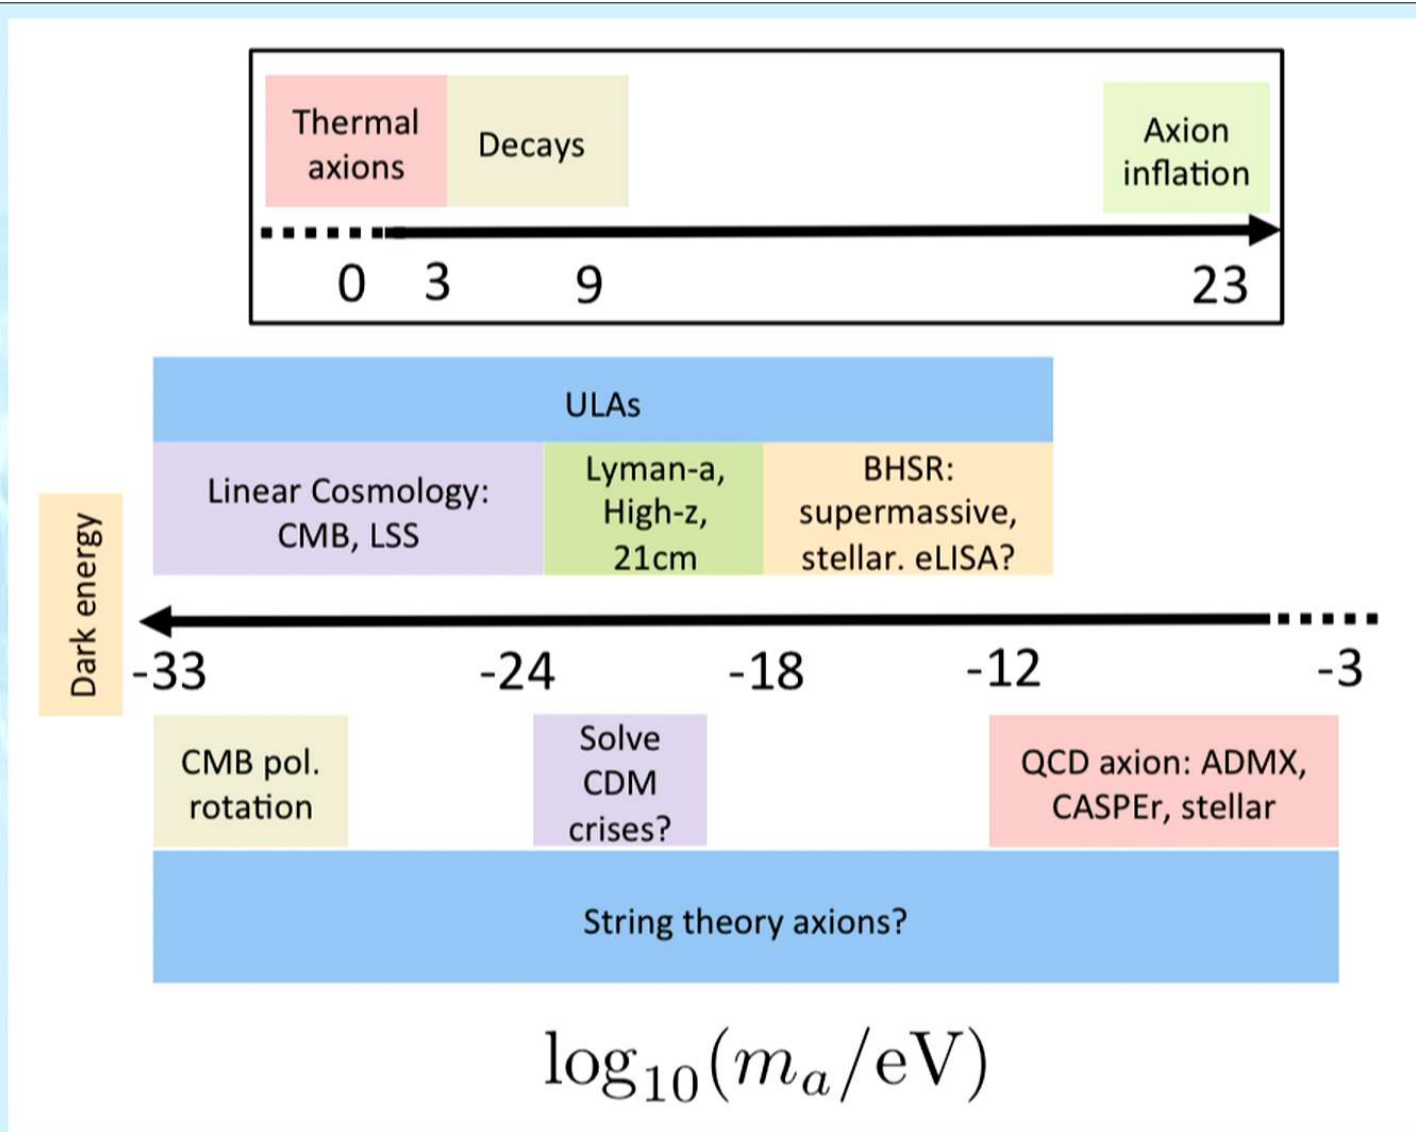 Thermal
axions
Decays
Axion
inflation
0 3 9 23
ULAs
Linear Cosmology:
CMB, LSS
Lyman-a,
High-z,
21cm
BHSR:
supermassive,
stellar. eLISA?
Dark energy
-33 -24 -18 -12 -3
CMB pol.
rotation
Solve
CDM
crises?
QCD axion: ADMX,
CASPEr, stellar
String theory axions?
log₁₀(mₐ/eV)